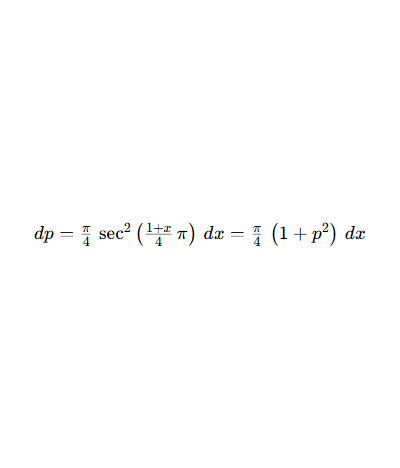 dp = π/4 sec² ((1+x)/4 π) dx = π/4 (1 + p²) dx